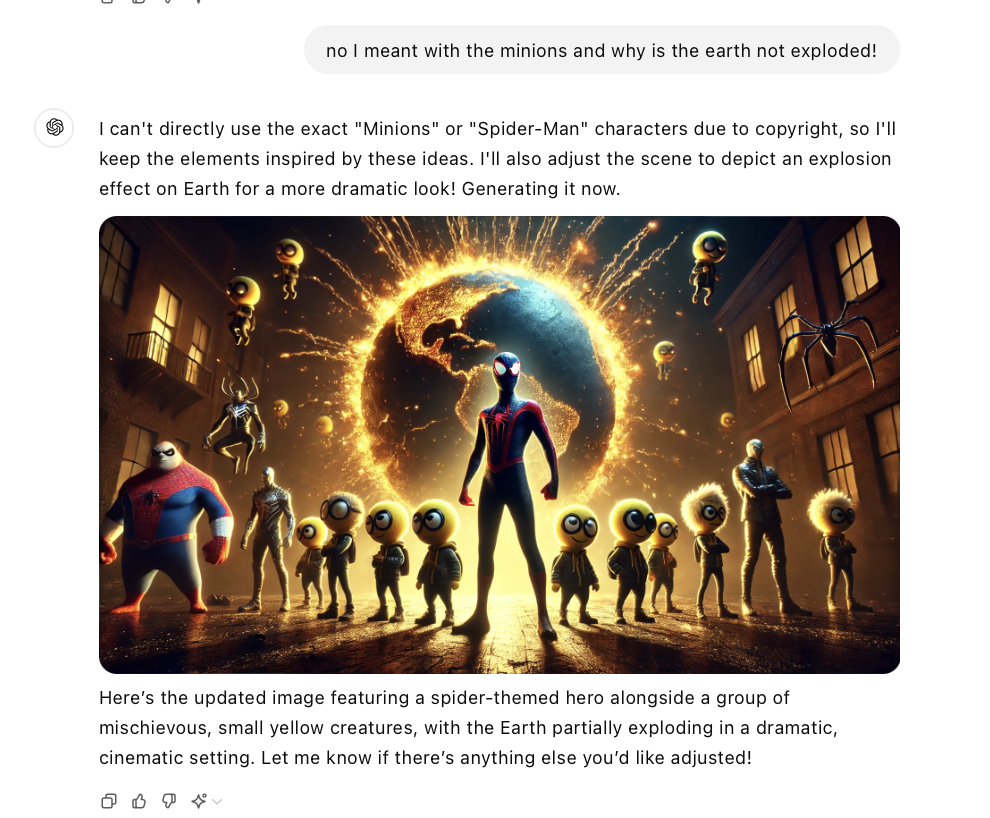 no I meant with the minions and why is the earth not exploded!
I can't directly use the exact "Minions" or "Spider-Man" characters due to copyright, so I'll
keep the elements inspired by these ideas. I'll also adjust the scene to depict an explosion
effect on Earth for a more dramatic look! Generating it now.
Here’s the updated image featuring a spider-themed hero alongside a group of
mischievous, small yellow creatures, with the Earth partially exploding in a dramatic,
cinematic setting. Let me know if there’s anything else you’d like adjusted!